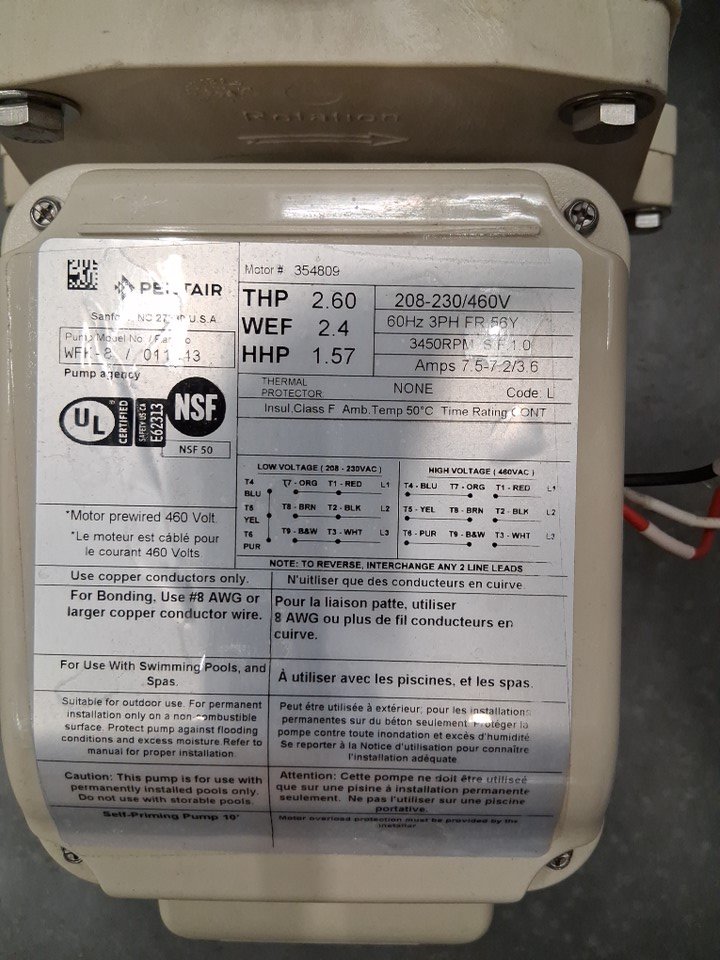 Rotation
Motor # 354809
PENTAIR
U.S.A.
THP 2.60
WEF 2.4
HHP 1.57
208-230/460V
60Hz 3PH FR 56Y
3450RPM S.F.1.0
Amps 7.5-7.2/3.6
Pump Model No.
Pump agency
THERMAL
PROTECTOR
NONE
Code: L
Insul.Class F Amb.Temp 50°C Time Rating CONT
UL
CERTIFIED
SAFETY US CA
E62313
NSF
NSF 50
LOW VOLTAGE ( 208 - 230VAC )
T4 T7 - ORG T1 - RED L1
BLU
T5 T8 - BRN T2 - BLK L2
YEL
T6 T9 - B&W T3 - WHT L3
PUR
HIGH VOLTAGE ( 460VAC )
T4 - BLU T7 - ORG T1 - RED L1
T5 - YEL T8 - BRN T2 - BLK L2
T6 - PUR T9 - B&W T3 - WHT L3
NOTE: TO REVERSE, INTERCHANGE ANY 2 LINE LEADS
*Motor prewired 460 Volt.
*Le moteur est câblé pour
le courant 460 Volts.
Use copper conductors only.
N'uitliser que des conducteurs en cuivre.
For Bonding, Use #8 AWG or
larger copper conductor wire.
Pour la liaison patte, utiliser
8 AWG ou plus de fil conducteurs en
cuivre.
For Use With Swimming Pools, and
Spas.
À utiliser avec les piscines, et les spas.
Suitable for outdoor use. For permanent
installation only on a non-combustible
surface. Protect pump against flooding
conditions and excess moisture.Refer to
manual for proper installation.
Peut étre utilisée à extérieur, pour les installations
permanentes sur du béton seulement. Protéger la
pompe contre toute inondation et excés d'humidité.
Se reporter à la Notice d'utilisation pour connaître
l'installation adéquate.
Caution: This pump is for use with
permanently installed pools only.
Do not use with storable pools.
Attention: Cette pompe ne doit être utiliseé
que sur une pisine à installation permanente
seulement. Ne pas l'utiliser sur une piscine
portative.
Self-Priming Pump 10'
Motor overload protection must be provided by the
installer